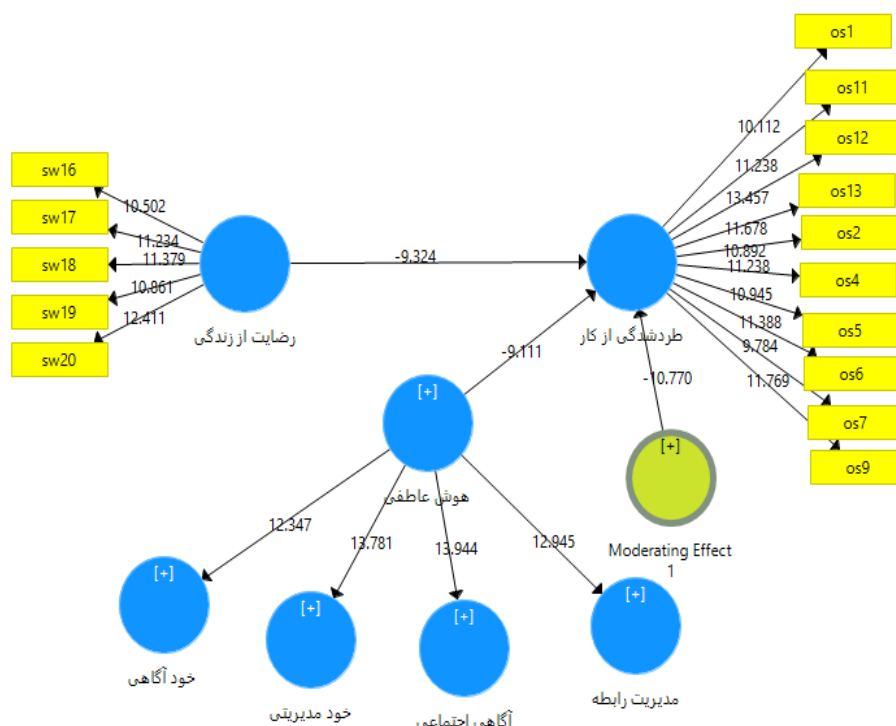 os1
os11
10.112
os12
11.238
sw16
13.457
os13
10.502
11.678
sw17
os2
11.234
10.892
sw18
11.379
-9.324
11.238
os4
sw19
10.861
10.945
12.411
os5
رضایت از زندگی
طردشدگی از کار
11.388
sw20
-9.111
9.784
os6
-10.770
11.769
[+]
os7
[+]
os9
هوش عاطفی
12.347
13.781
13.944
12.945
Moderating Effect
1
[+]
[+]
[+]
[+]
خود آگاهی
خود مدیریتی
آگاهی اجتماعی
مدیریت رابطه